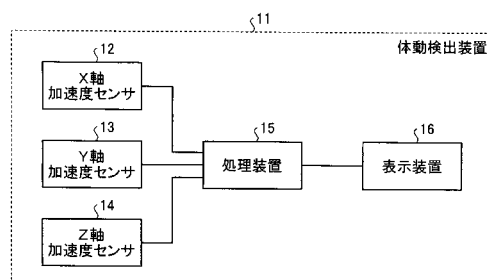 11
体動検出装置
12
X軸
加速度センサ
13
Y軸
加速度センサ
14
Z軸
加速度センサ
15
処理装置
16
表示装置